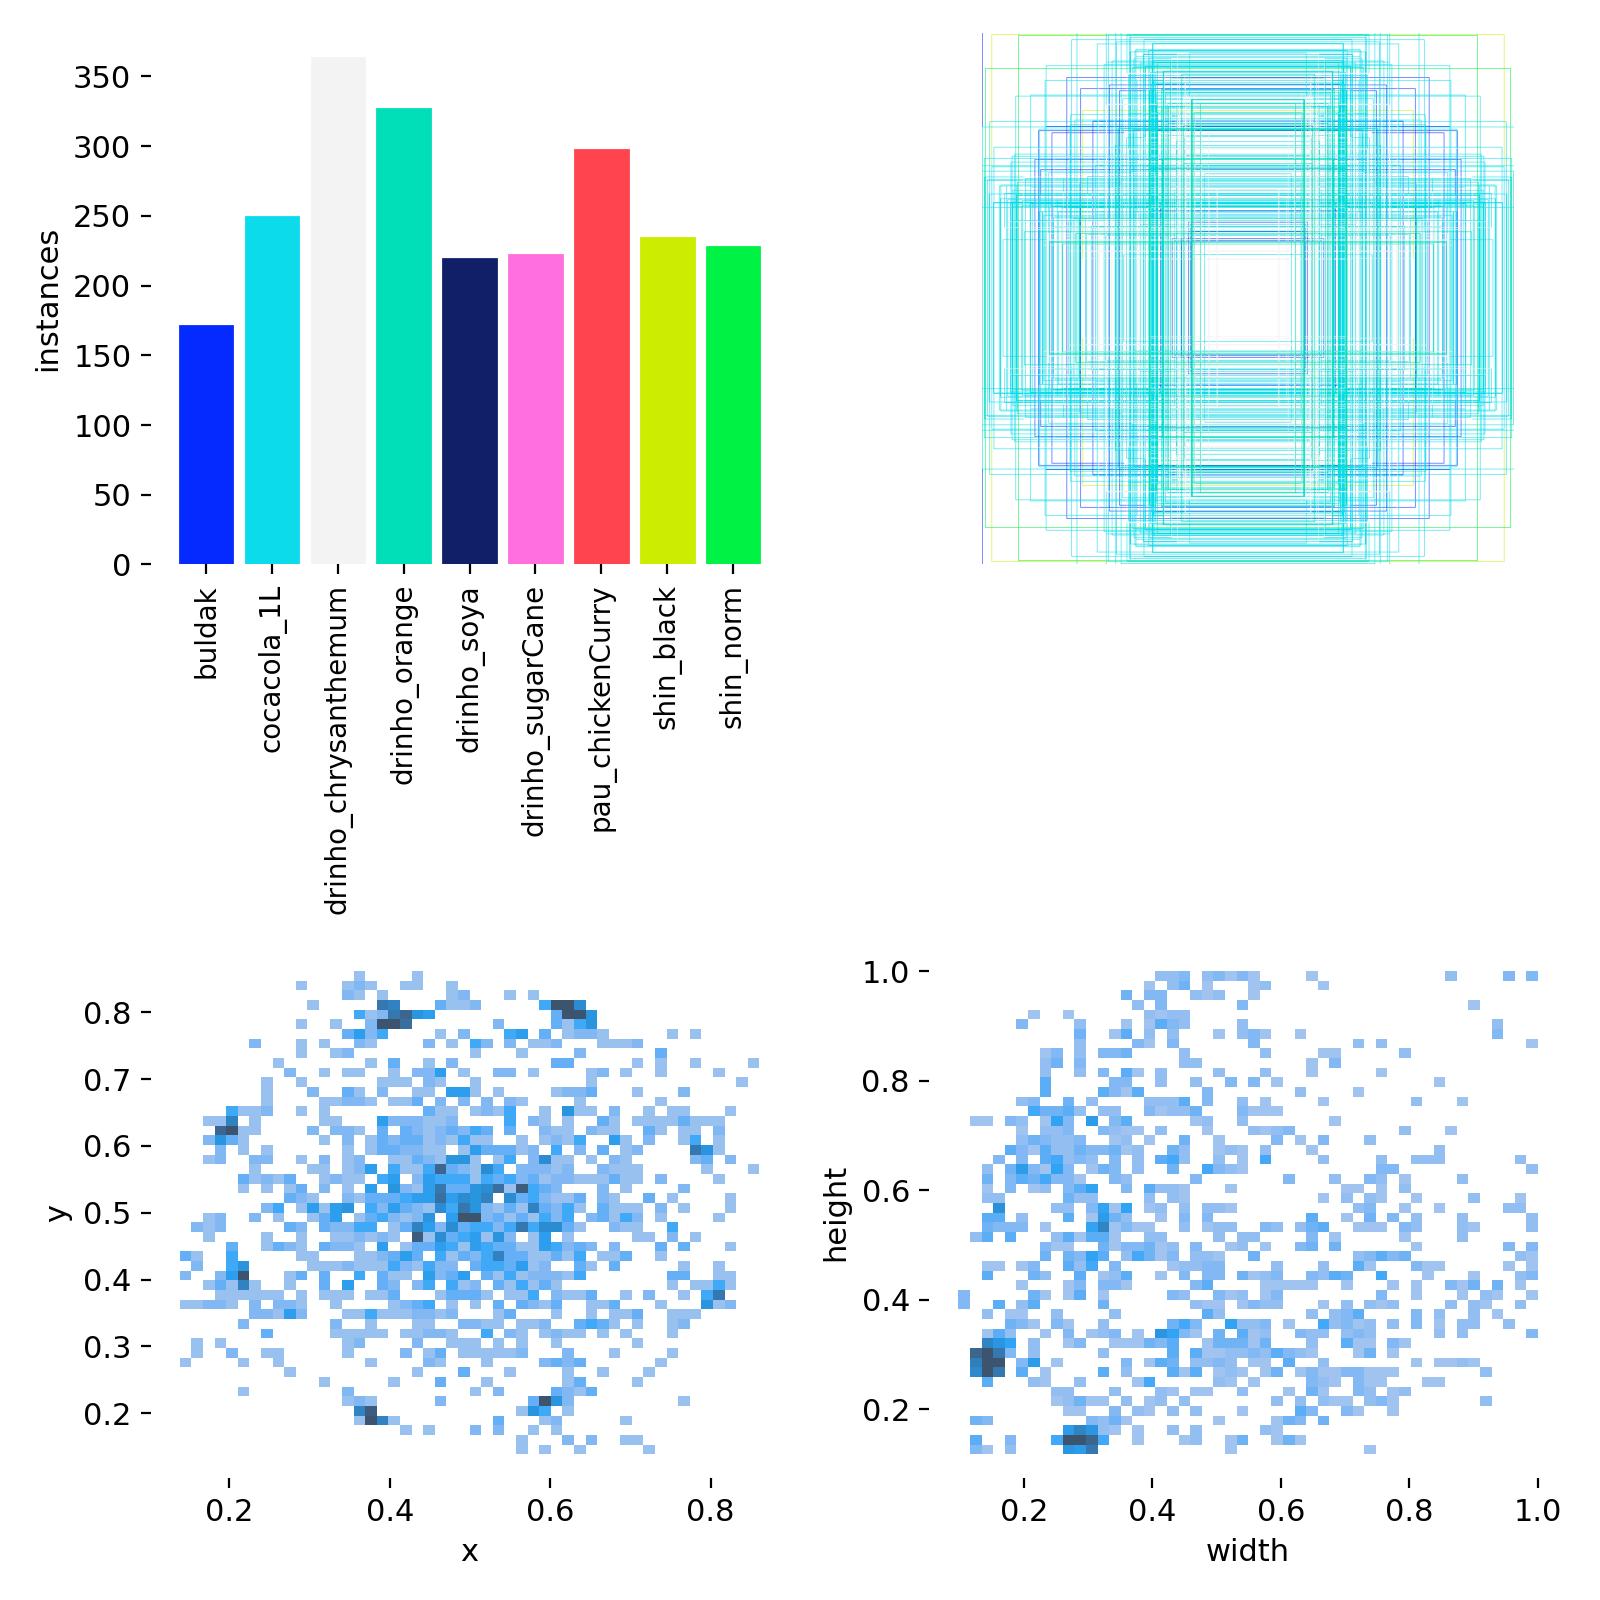 instances
350
300
250
200
150
100
50
0
buldak
cocacola_1L
drinho_chrysanthemum
drinho_orange
drinho_soya
drinho_sugarCane
pau_chickenCurry
shin_black
shin_norm
y
0.8
0.7
0.6
0.5
0.4
0.3
0.2
0.2 0.4 0.6 0.8
x
height
1.0
0.8
0.6
0.4
0.2
0.2 0.4 0.6 0.8 1.0
width